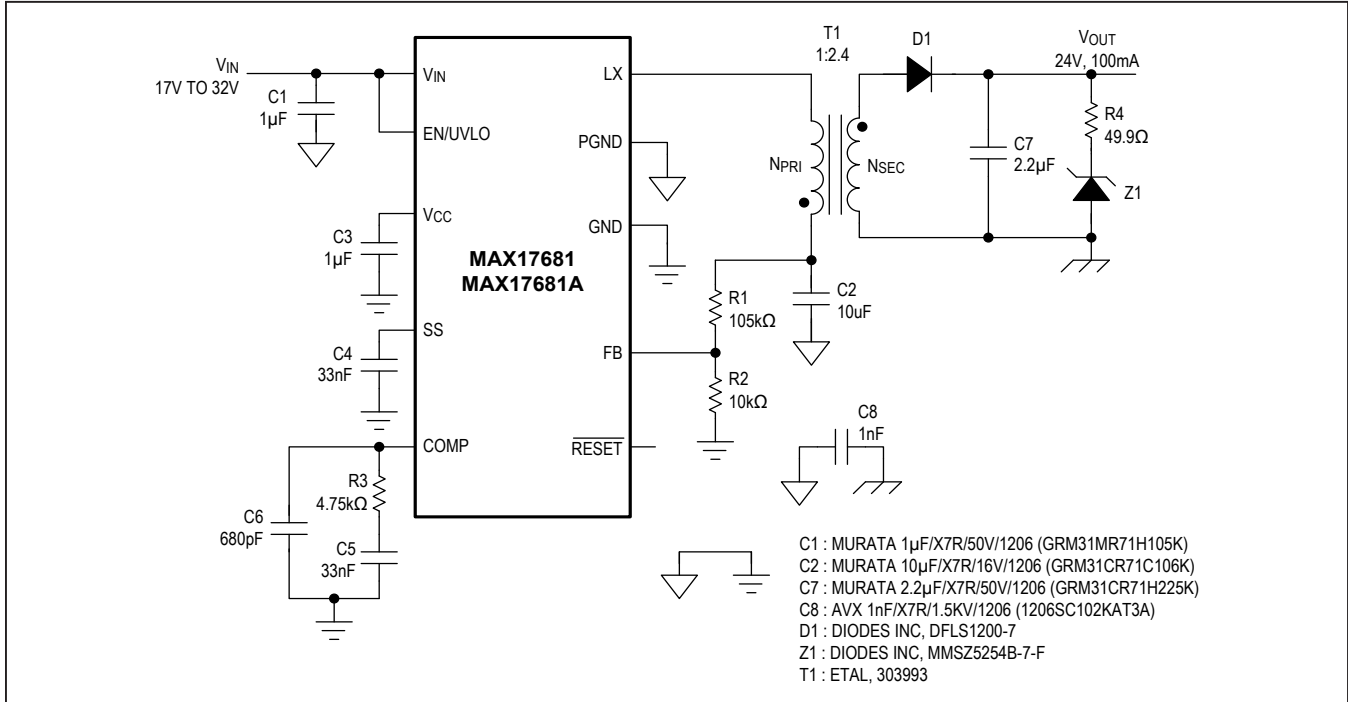 VIN
17V TO 32V
C1
1µF
VIN
EN/UVLO
VCC
C3
1µF
SS
C4
33nF
COMP
R3
4.75kΩ
C6
680pF
C5
33nF
MAX17681
MAX17681A
LX
PGND
GND
FB
RESET
T1
1:2.4
NPRI
NSEC
D1
VOUT
24V, 100mA
R4
49.9Ω
C7
2.2µF
Z1
R1
105kΩ
C2
10uF
R2
10kΩ
C8
1nF
C1 : MURATA 1µF/X7R/50V/1206 (GRM31MR71H105K)
C2 : MURATA 10µF/X7R/16V/1206 (GRM31CR71C106K)
C7 : MURATA 2.2µF/X7R/50V/1206 (GRM31CR71H225K)
C8 : AVX 1nF/X7R/1.5KV/1206 (1206SC102KAT3A)
D1 : DIODES INC, DFLS1200-7
Z1 : DIODES INC, MMSZ5254B-7-F
T1 : ETAL, 303993